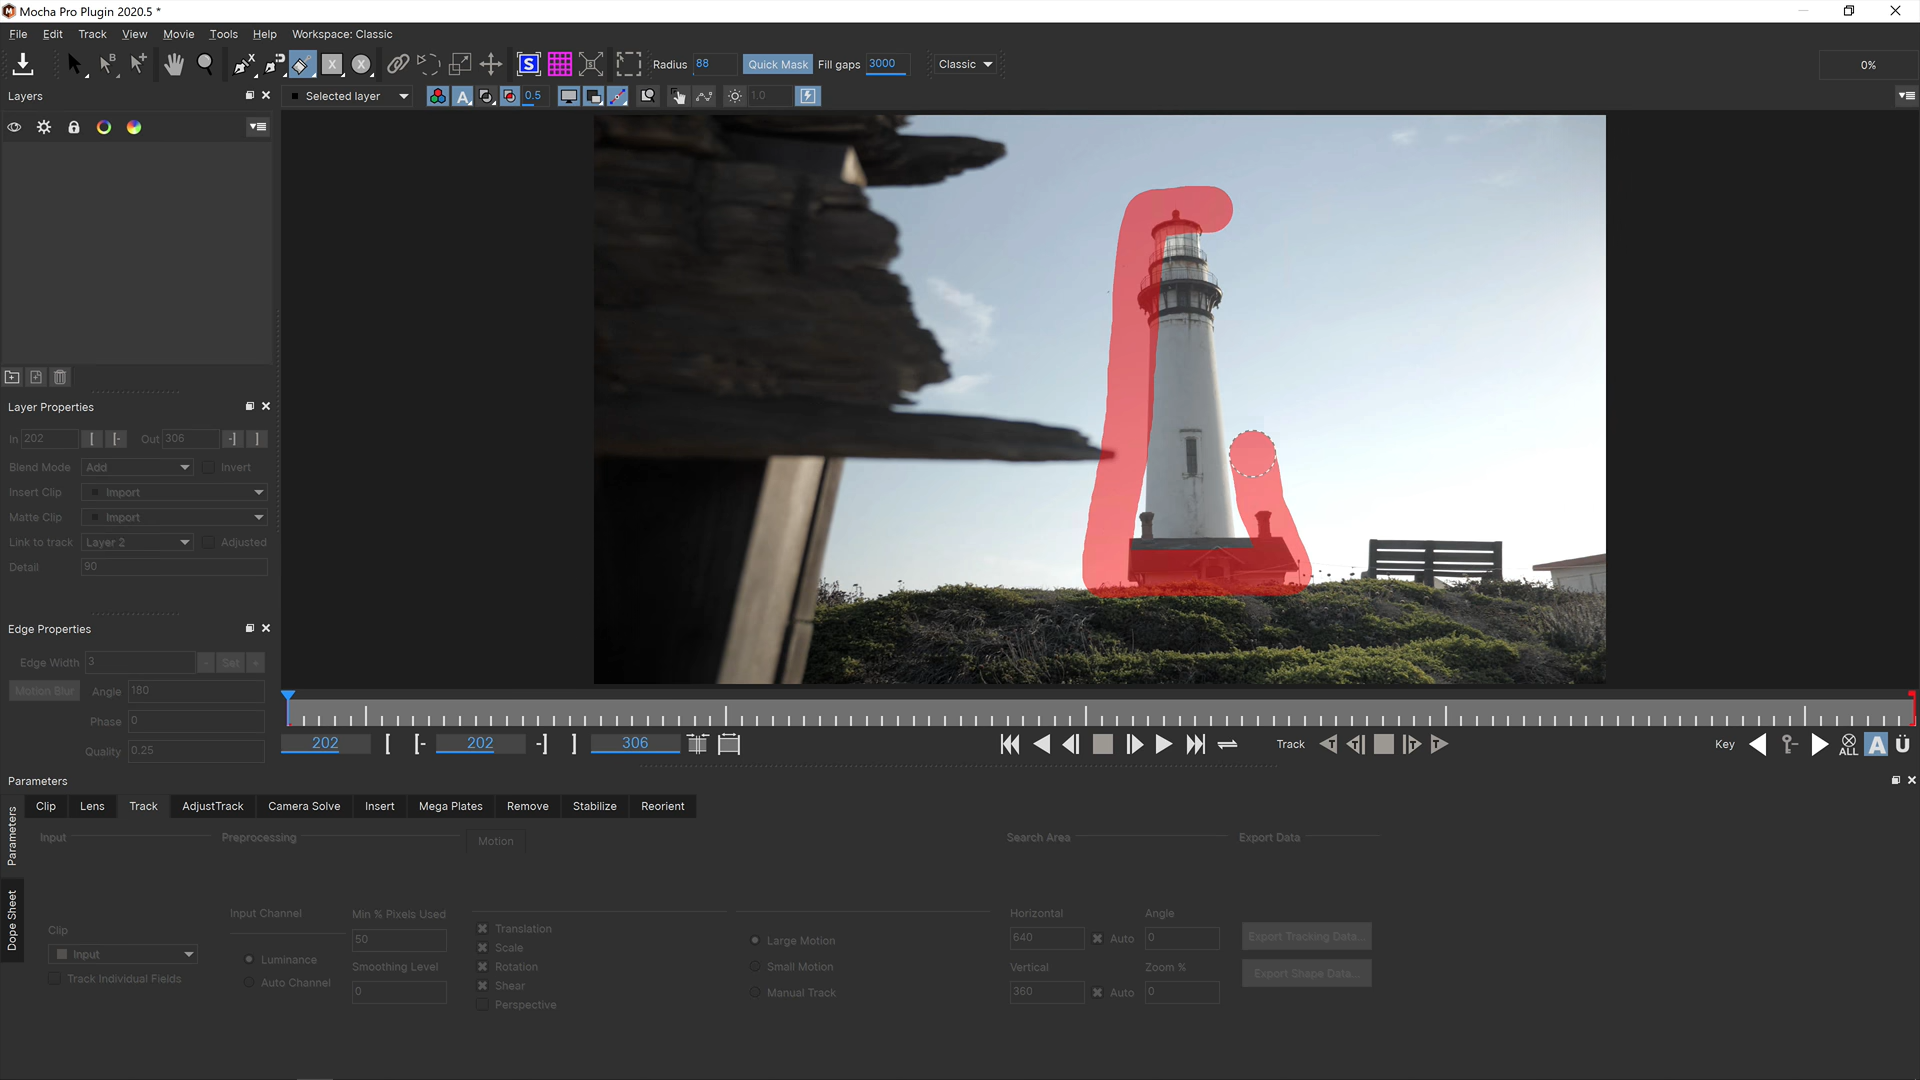 Mocha Pro Plugin 2020.5 *
File Edit Track View Movie Tools Help Workspace: Classic
Radius 88 Quick Mask Fill gaps 3000 Classic 0%
Layers
Selected layer A 0.5 1.0
Layer Properties
In 202 [ [- Out 306 -] ]
Blend Mode Add Invert
Insert Clip Import
Matte Clip Import
Link to track Layer 2 Adjusted
Detail 90
Edge Properties
Edge Width 3 - Set +
Motion Blur Angle 180
Phase 0
Quality 0.25
202 [ [- 202 -] ] 306 Track T T T T Key ALL A Ü
Parameters
Clip Lens Track AdjustTrack Camera Solve Insert Mega Plates Remove Stabilize Reorient
Parameters
Dope Sheet
Input Preprocessing Motion Search Area Export Data
Input Channel Min % Pixels Used Horizontal Angle
Clip 50 Translation 640 Auto 0 Export Tracking Data...
Input Luminance Scale Large Motion
Track Individual Fields Auto Channel Smoothing Level Rotation Small Motion Vertical Zoom % Export Shape Data...
0 Shear Manual Track 360 Auto 0
Perspective